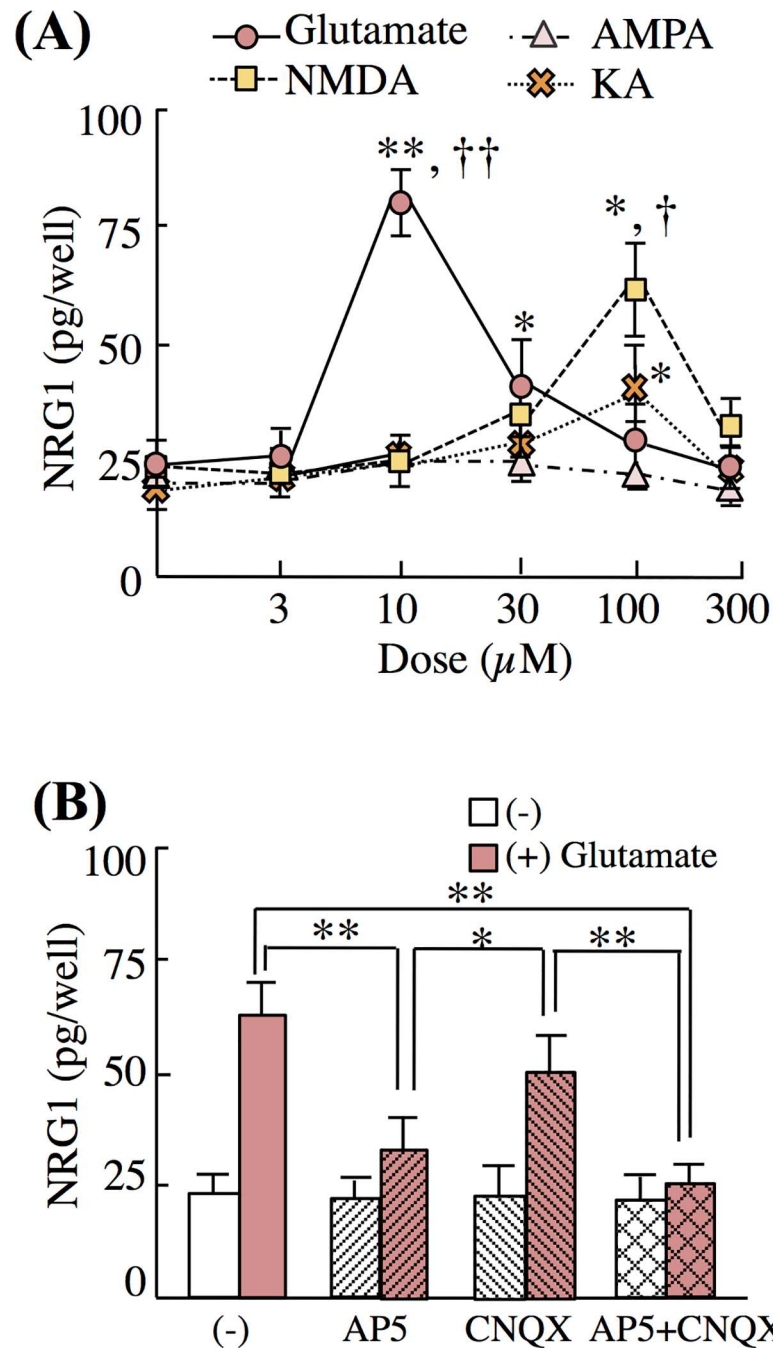 (A)
Glutamate AMPA
NMDA KA
100
**, ††
*, †
75
*
50
*
25
0
NRG1 (pg/well)
3 10 30 100 300
Dose (µM)
(B)
(-)
(+) Glutamate
100
**
** * **
75
50
25
0
NRG1 (pg/well)
(-) AP5 CNQX AP5+CNQX